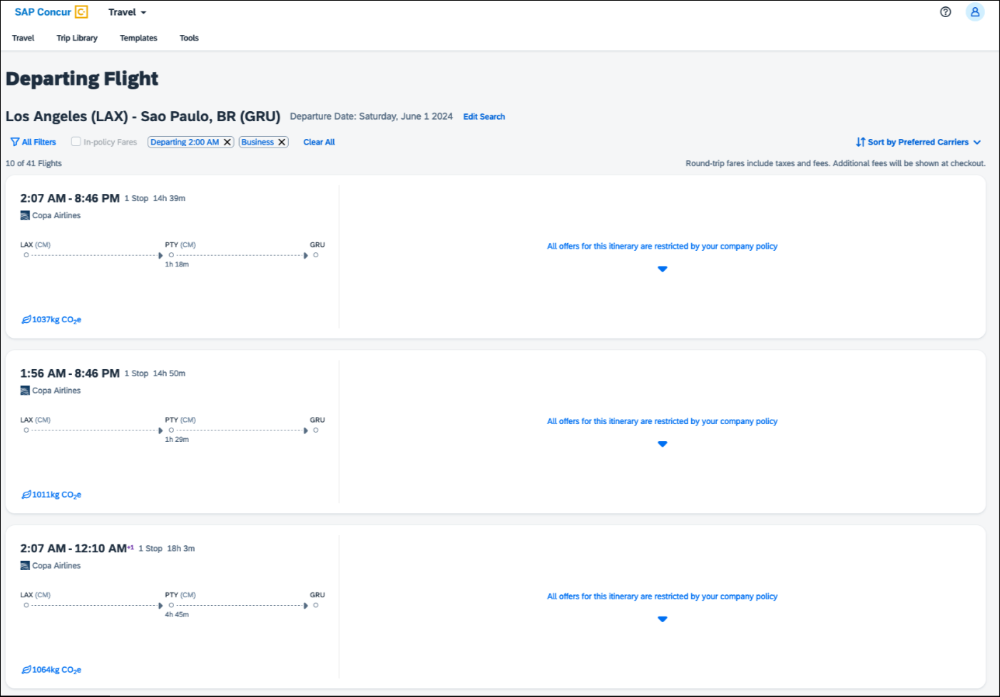 SAP Concur C. Travel
Travel Trip Library Templates Tools
Departing Flight
Los Angeles (LAX) - Sao Paulo, BR (GRU) Departure Date: Saturday, June 1 2024 Edit Search
All Filters In-policy Fares Departing 2:00 AM Business Clear All Sort by Preferred Carriers
10 of 41 Flights Round-trip fares include taxes and fees. Additional fees will be shown at checkout.
2:07 AM - 8:46 PM 1 Stop 14h 39m
Copa Airlines
LAX (CM) PTY (CM) GRU
1h 18m
All offers for this itinerary are restricted by your company policy
1037kg CO₂e
1:56 AM - 8:46 PM 1 Stop 14h 50m
Copa Airlines
LAX (CM) PTY (CM) GRU
1h 29m
All offers for this itinerary are restricted by your company policy
1011kg CO₂e
2:07 AM - 12:10 AM+1 1 Stop 18h 3m
Copa Airlines
LAX (CM) PTY (CM) GRU
4h 45m
All offers for this itinerary are restricted by your company policy
1064kg CO₂e